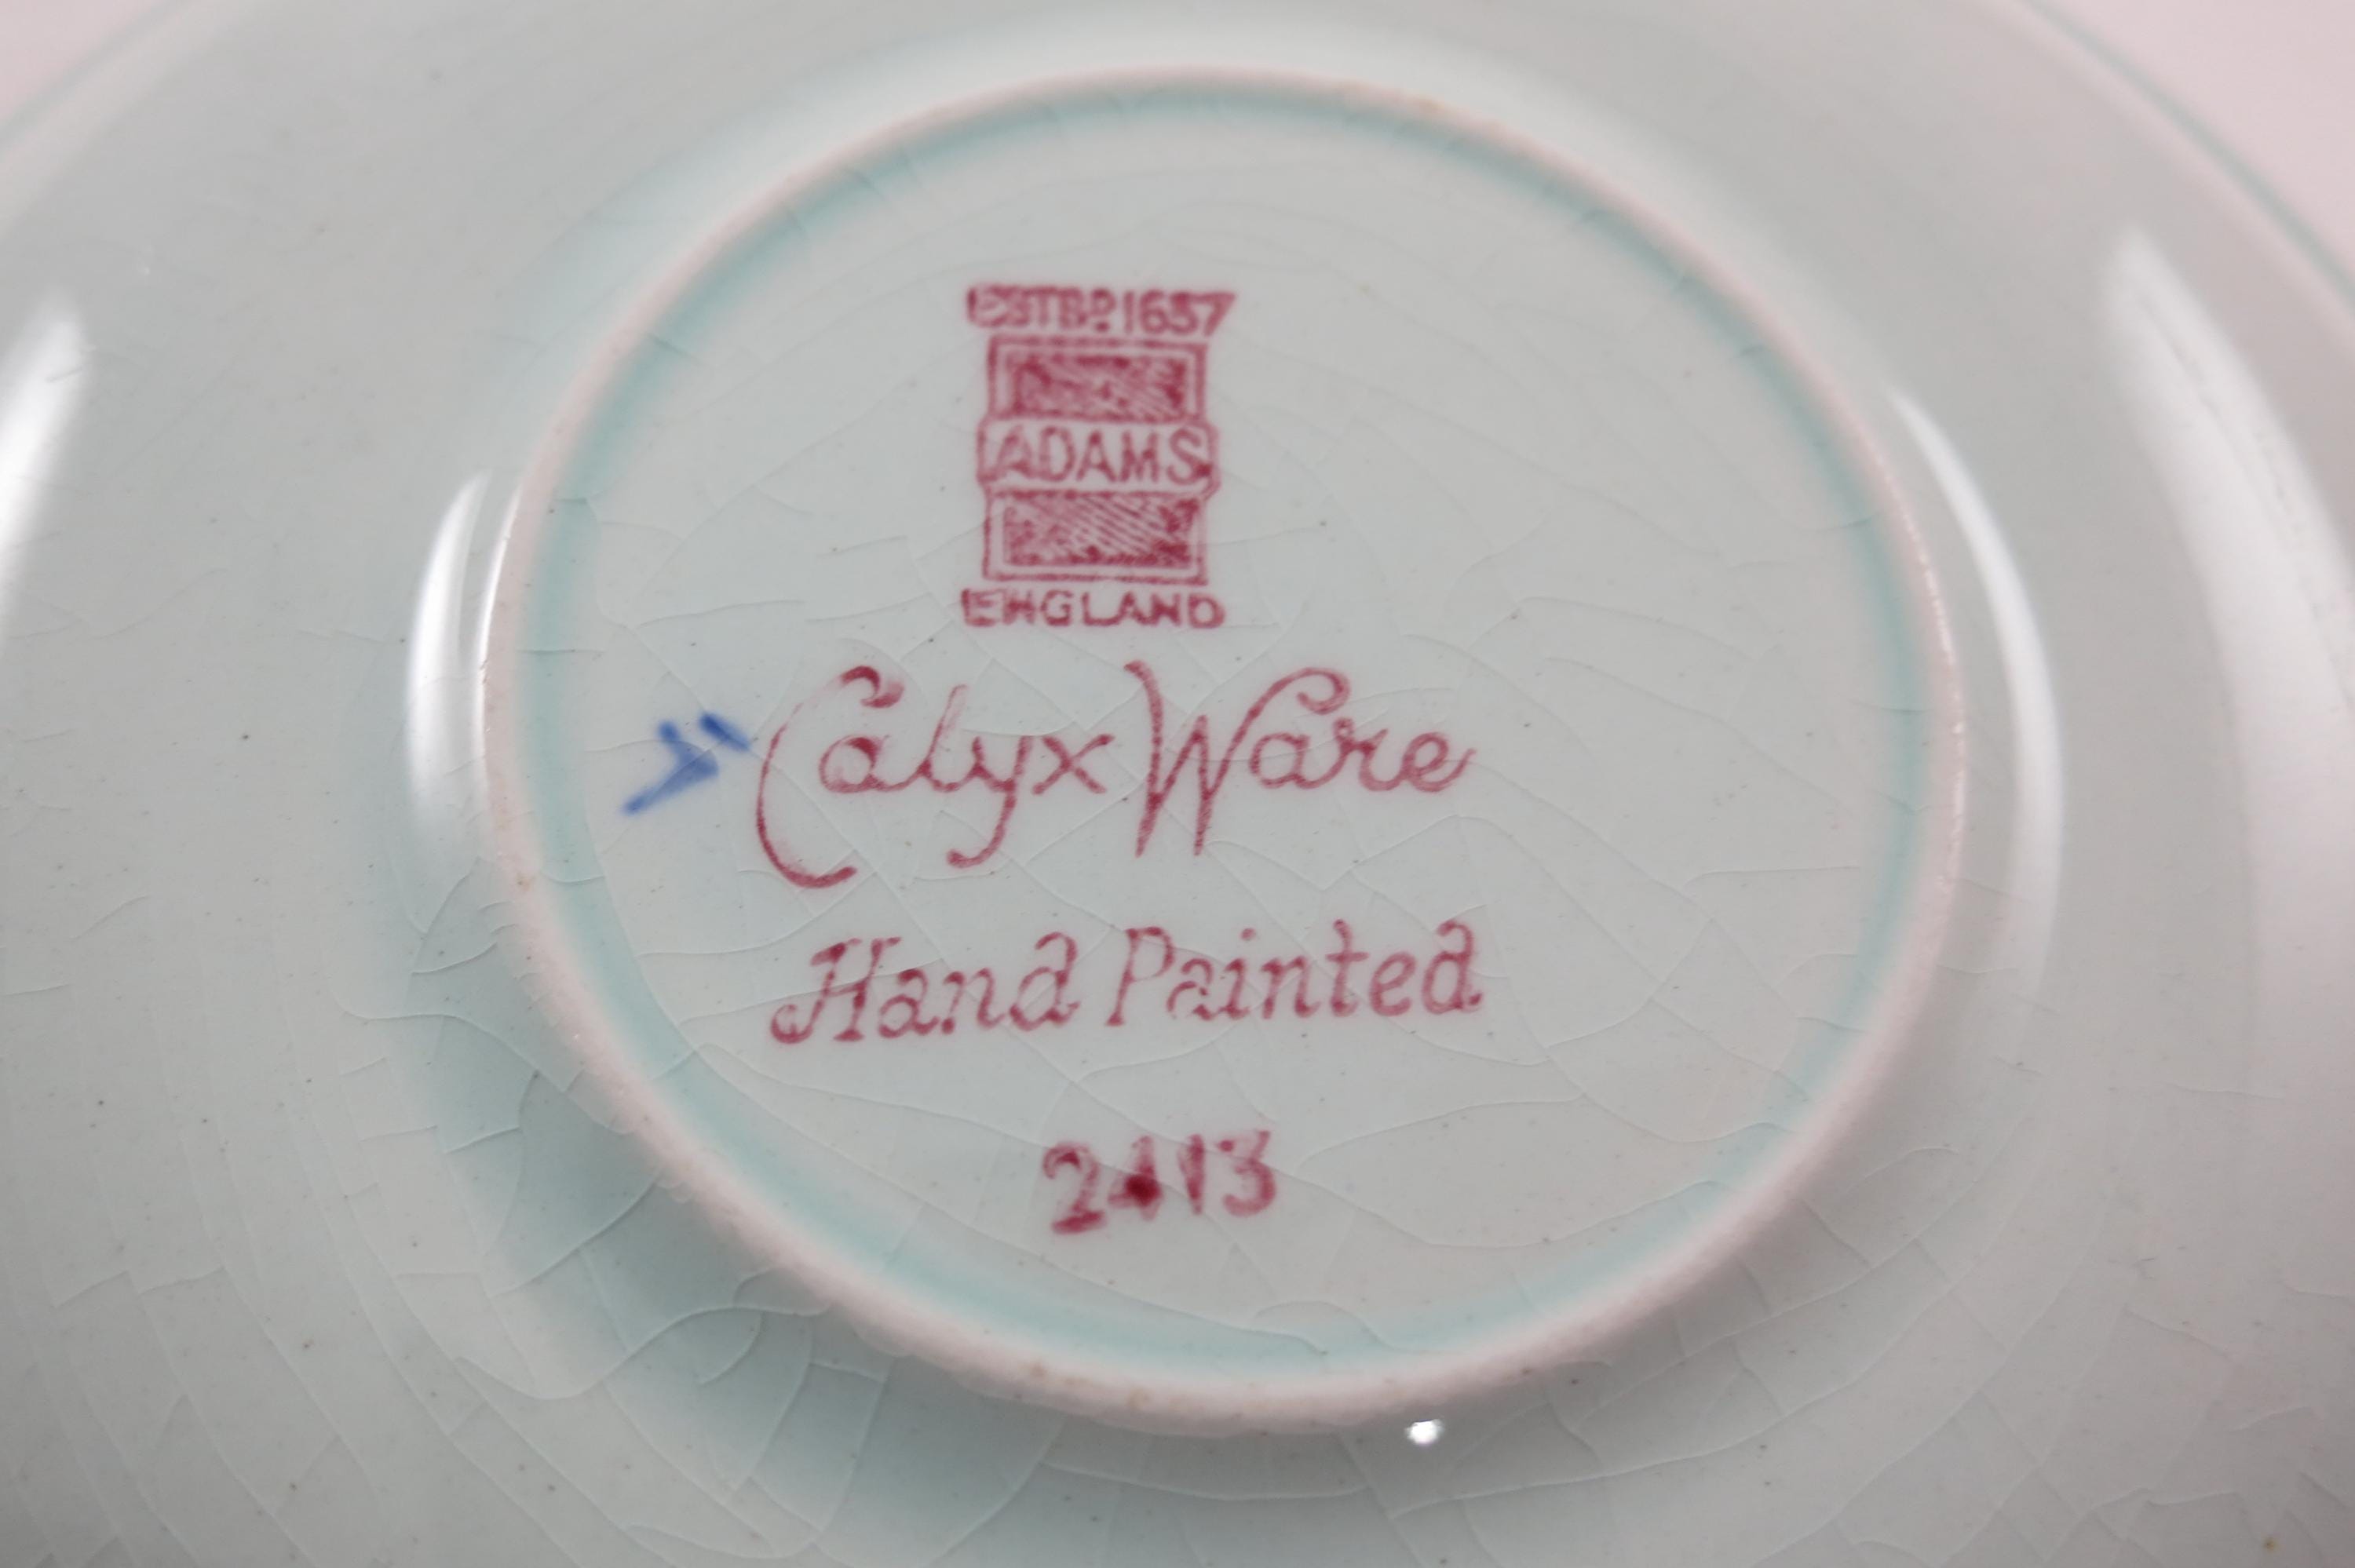 ESTBD 1657
ADAMS
ENGLAND
Calyx Ware
Hand Painted
2413